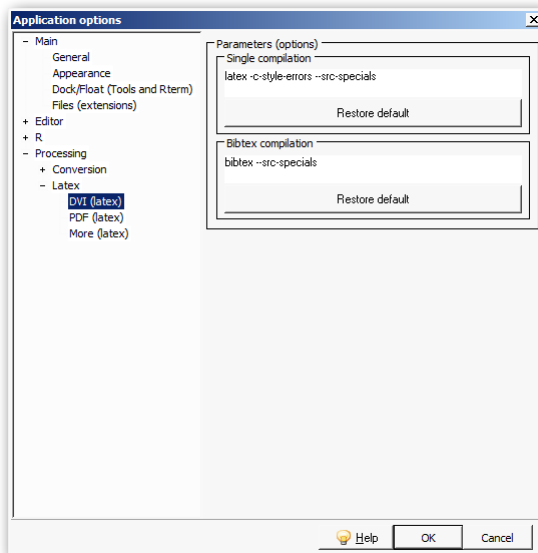 Application options
- Main
General
Appearance
Dock/Float (Tools and Rterm)
Files (extensions)
+ Editor
+ R
- Processing
+ Conversion
- Latex
DVI (latex)
PDF (latex)
More (latex)
Parameters (options)
Single compilation
latex -c-style-errors --src-specials
Restore default
Bibtex compilation
bibtex --src-specials
Restore default
Help
OK
Cancel